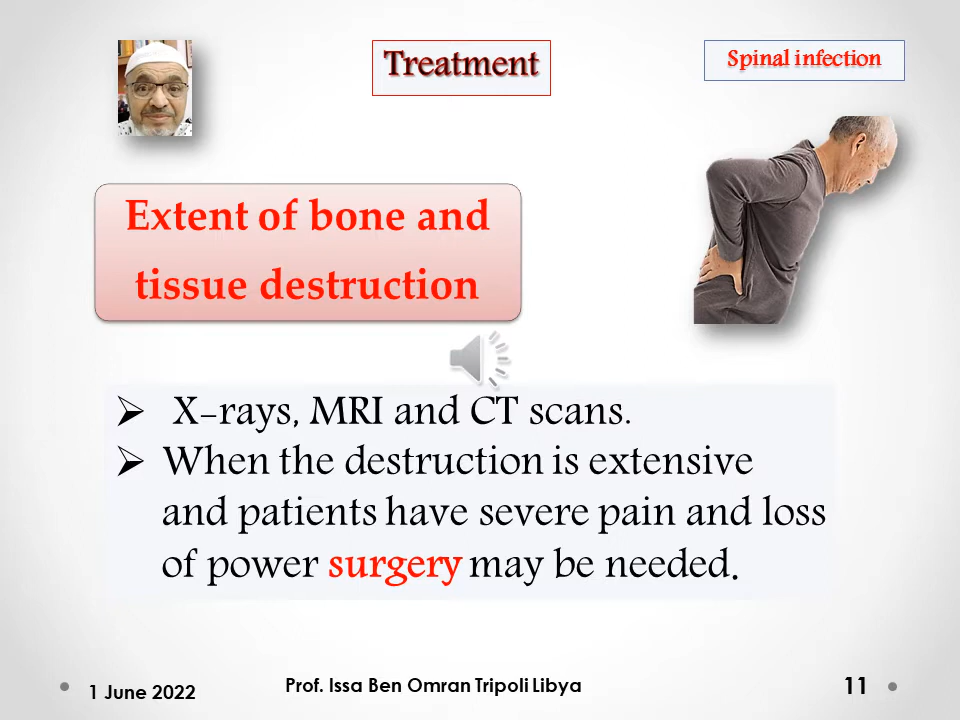 Treatment
Spinal infection
Extent of bone and
tissue destruction
➢ X-rays, MRI and CT scans.
➢ When the destruction is extensive
and patients have severe pain and loss
of power surgery may be needed.
1 June 2022
Prof. Issa Ben Omran Tripoli Libya
11